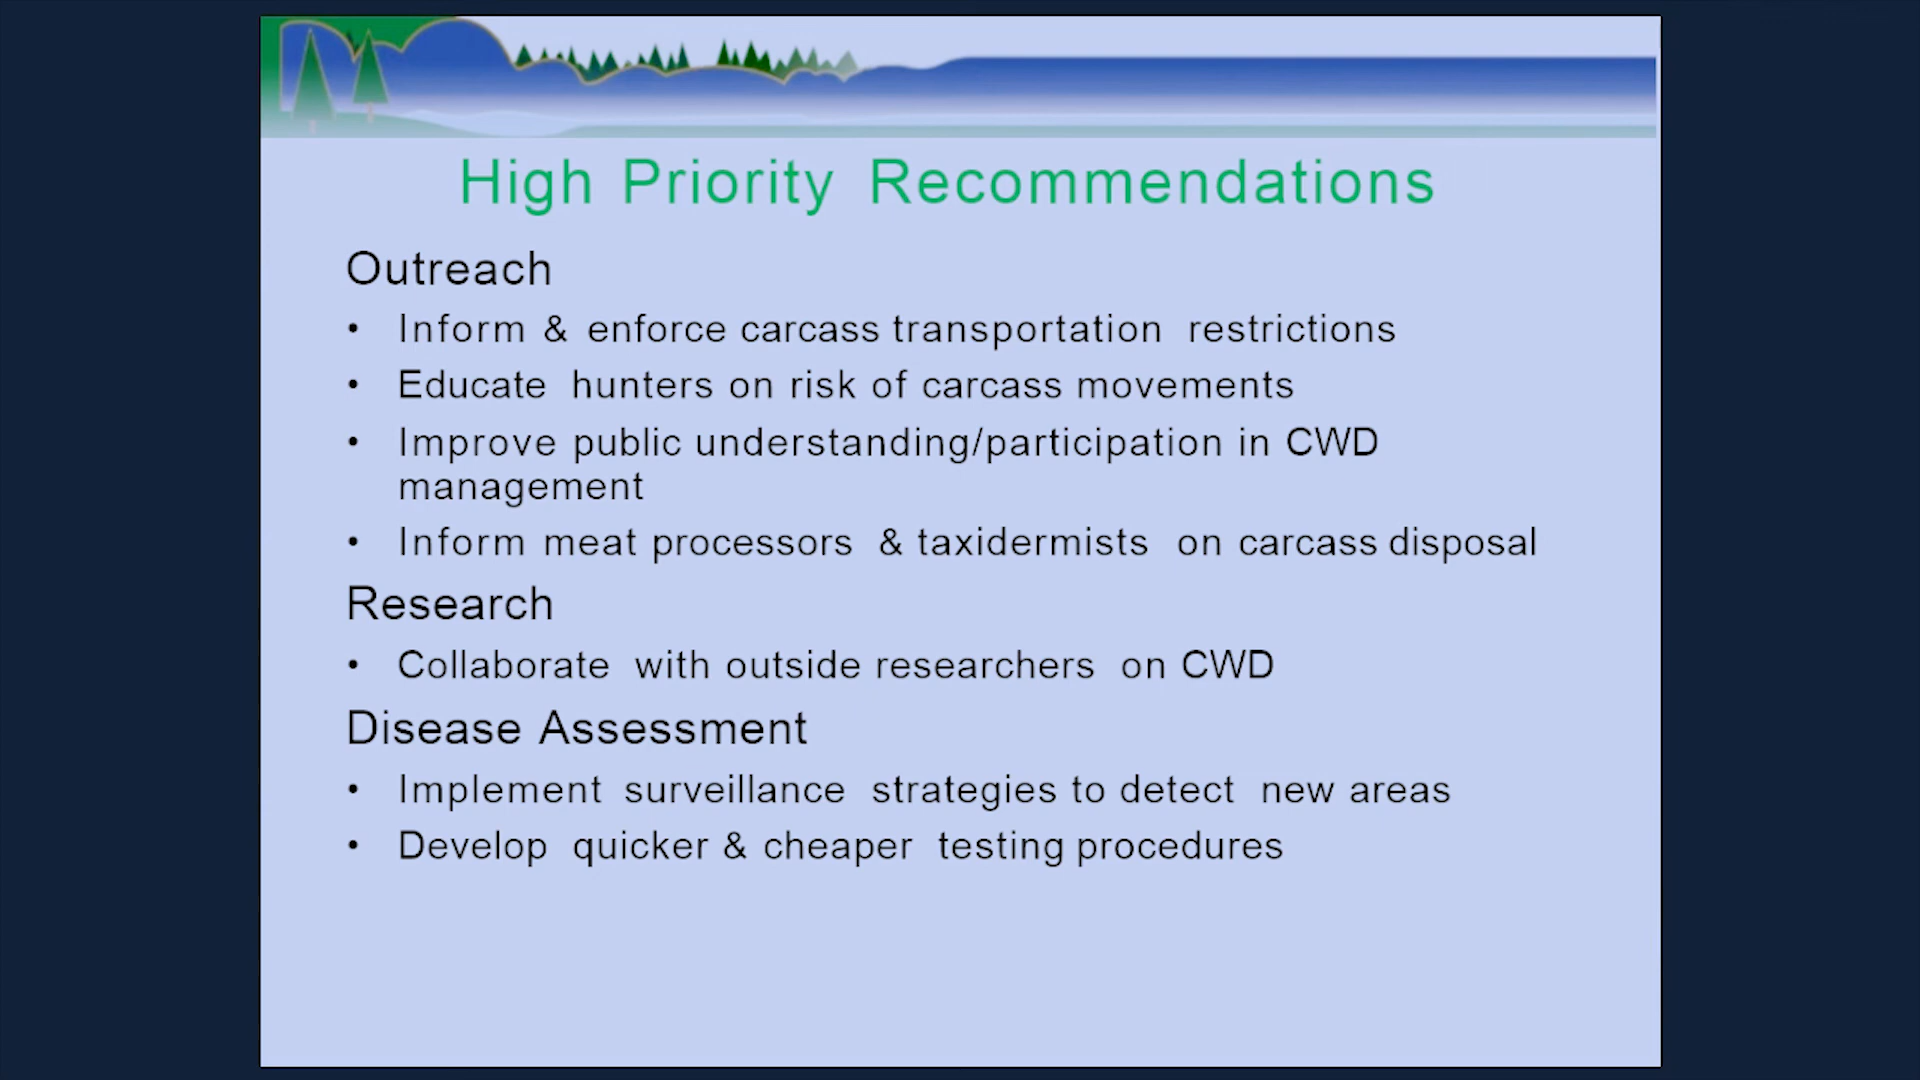 High Priority Recommendations
Outreach
• Inform & enforce carcass transportation restrictions
• Educate hunters on risk of carcass movements
• Improve public understanding/participation in CWD
management
• Inform meat processors & taxidermists on carcass disposal
Research
• Collaborate with outside researchers on CWD
Disease Assessment
• Implement surveillance strategies to detect new areas
• Develop quicker & cheaper testing procedures